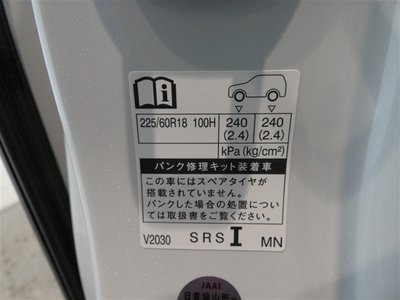 225/60R18 100H 240 (2.4) 240 (2.4)
kPa(kg/cm²)
パンク修理キット装着車
この車にはスペアタイヤが
搭載されていません。
パンクした場合の処置につい
ては取扱書をご覧ください。
V2030 SRS I MN
JAAI